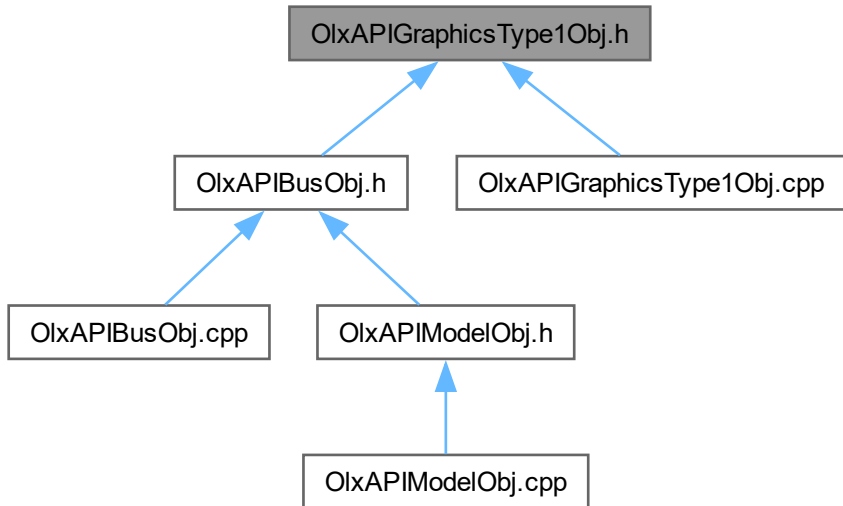 OlxAPIGraphicsType1Obj.h
OlxAPIBusObj.h
OlxAPIGraphicsType1Obj.cpp
OlxAPIBusObj.cpp
OlxAPIModelObj.h
OlxAPIModelObj.cpp